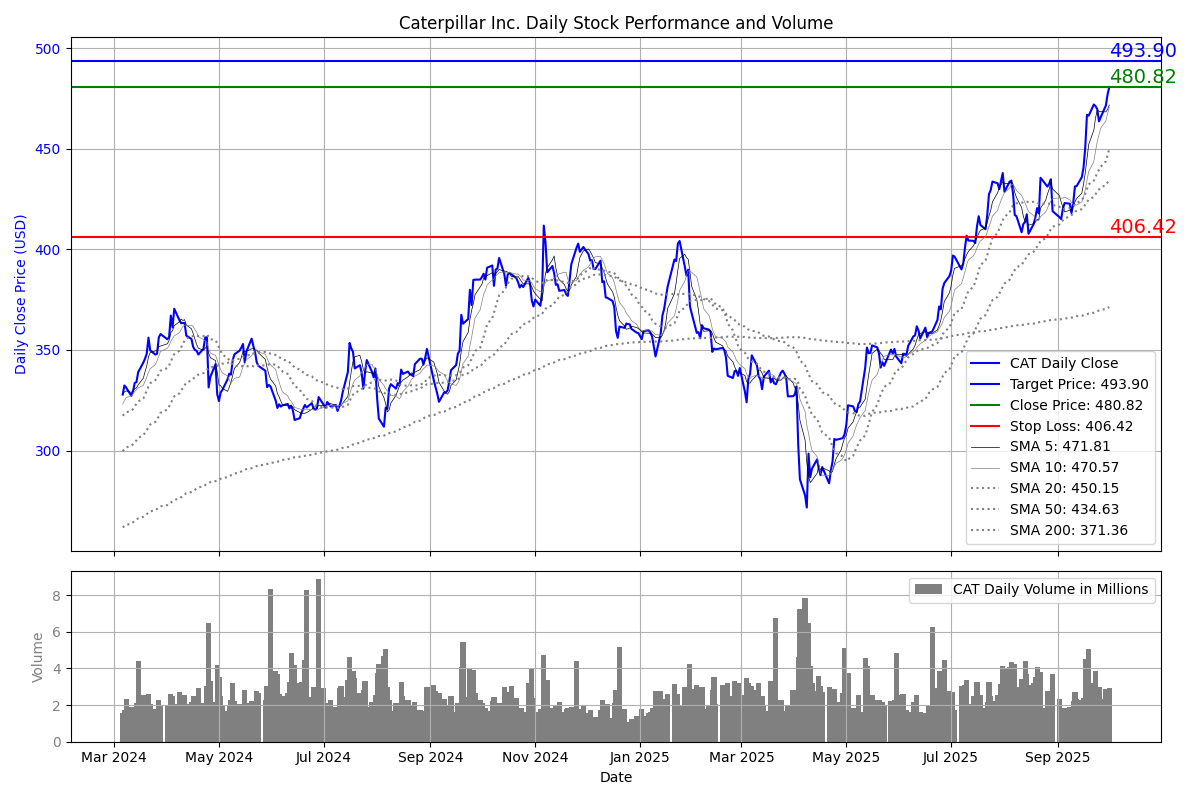 Caterpillar Inc. Daily Stock Performance and Volume
Daily Close Price (USD)
500
450
400
350
300
493.90
480.82
406.42
CAT Daily Close
Target Price: 493.90
Close Price: 480.82
Stop Loss: 406.42
SMA 5: 471.81
SMA 10: 470.57
SMA 20: 450.15
SMA 50: 434.63
SMA 200: 371.36
Volume
8
6
4
2
0
CAT Daily Volume in Millions
Mar 2024 May 2024 Jul 2024 Sep 2024 Nov 2024 Jan 2025 Mar 2025 May 2025 Jul 2025 Sep 2025
Date